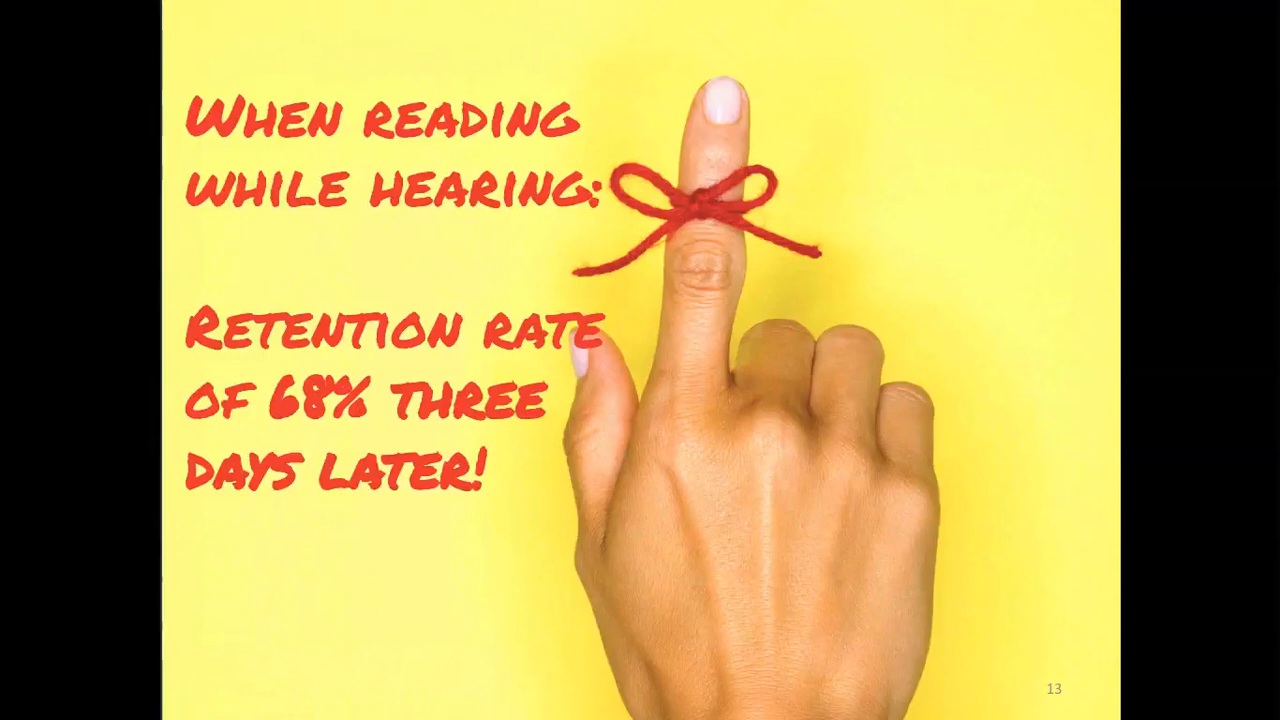 When reading
while hearing:
Retention rate
of 68% three
days later!
13